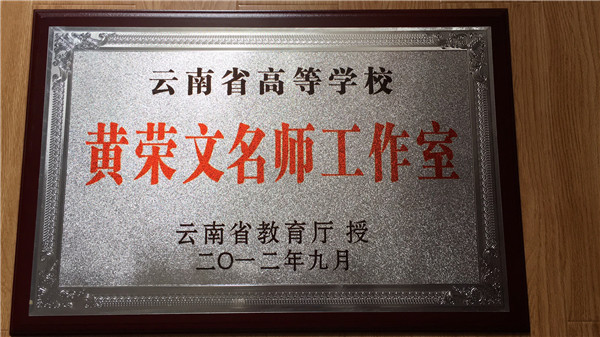 云南省高等学校
黄荣文名师工作室
云南省教育厅 授
二〇一二年九月